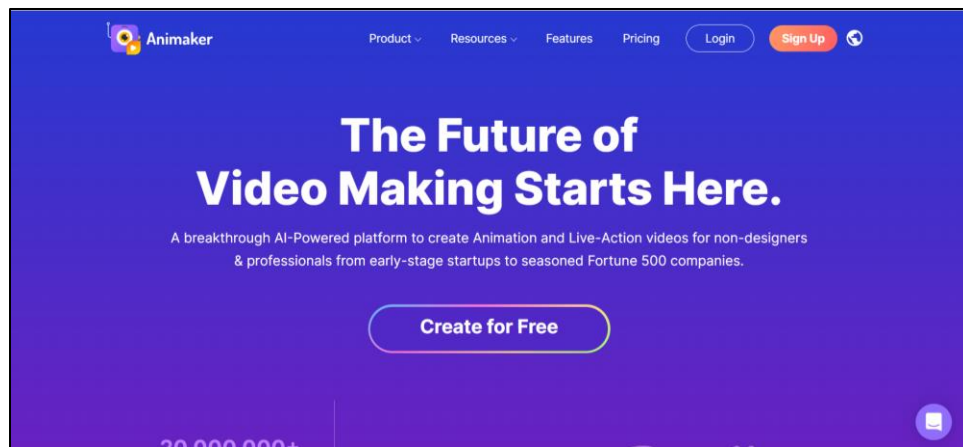 Animaker
Product
Resources
Features
Pricing
Login
Sign Up
The Future of
Video Making Starts Here.
A breakthrough AI-Powered platform to create Animation and Live-Action videos for non-designers
& professionals from early-stage startups to seasoned Fortune 500 companies.
Create for Free